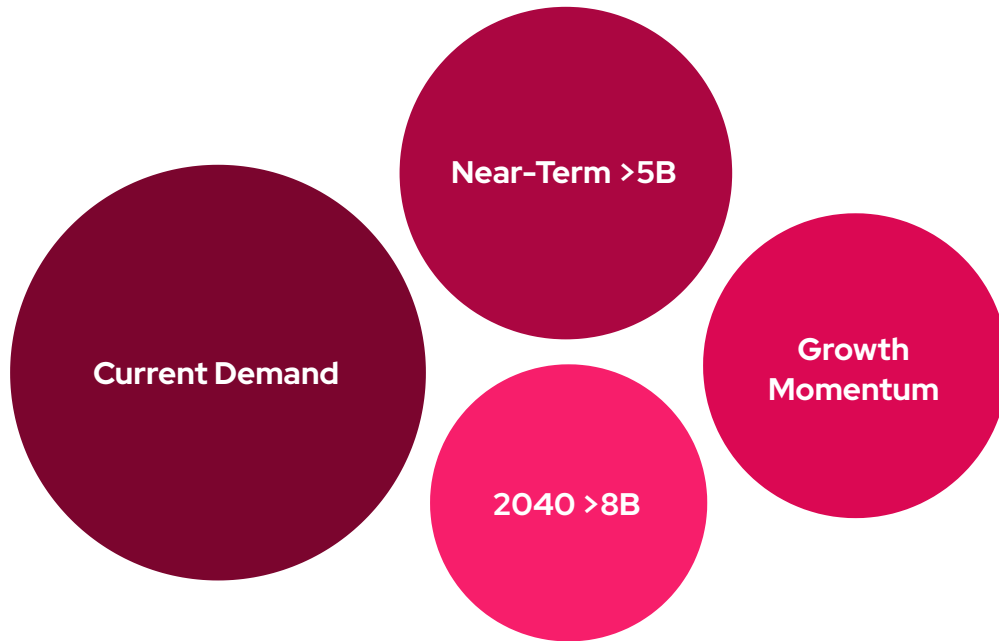 Near-Term >5B
Current Demand
Growth
Momentum
2040 >8B